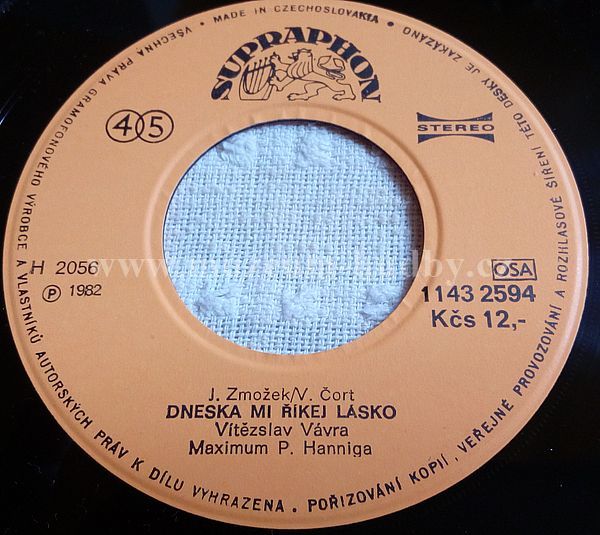 VŠECHNA PRÁVA GRAMOFONOVÉHO VÝROBCE A VLASTNÍKŮ AUTORSKÝCH PRÁV K DÍLU VYHRAZENA. POŘIZOVÁNÍ KOPIÍ, VEŘEJNÉ PROVOZOVÁNÍ A ROZHLASOVÉ ŠÍŘENÍ TÉTO DESKY JE ZAKÁZÁNO • MADE IN CZECHOSLOVAKIA •
SUPRAPHON
45
STEREO
H 2056
Ⓟ 1982
OSA
1143 2594
Kčs 12,-
J. Zmožek/V. Čort
DNESKA MI ŘÍKEJ LÁSKO
Vítězslav Vávra
Maximum P. Hanniga